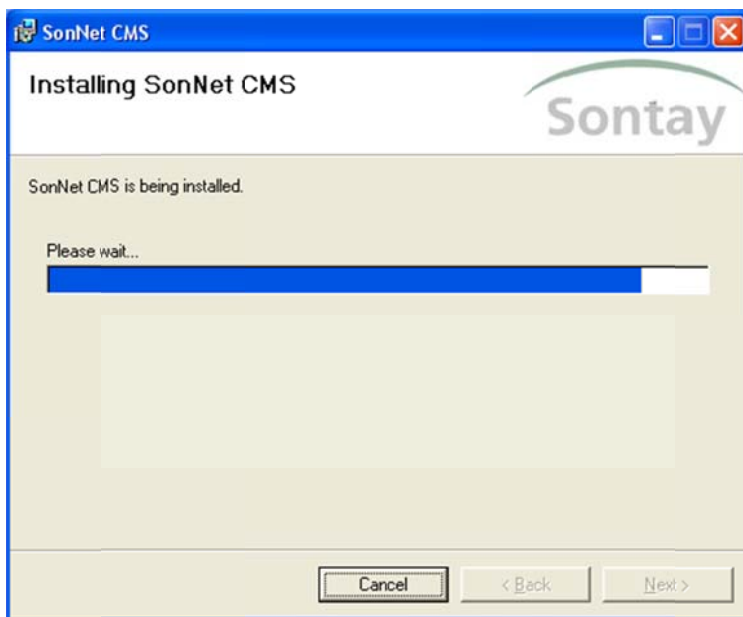 SonNet CMS
Installing SonNet CMS
Sontay
SonNet CMS is being installed.
Please wait...
Cancel
< Back
Next >